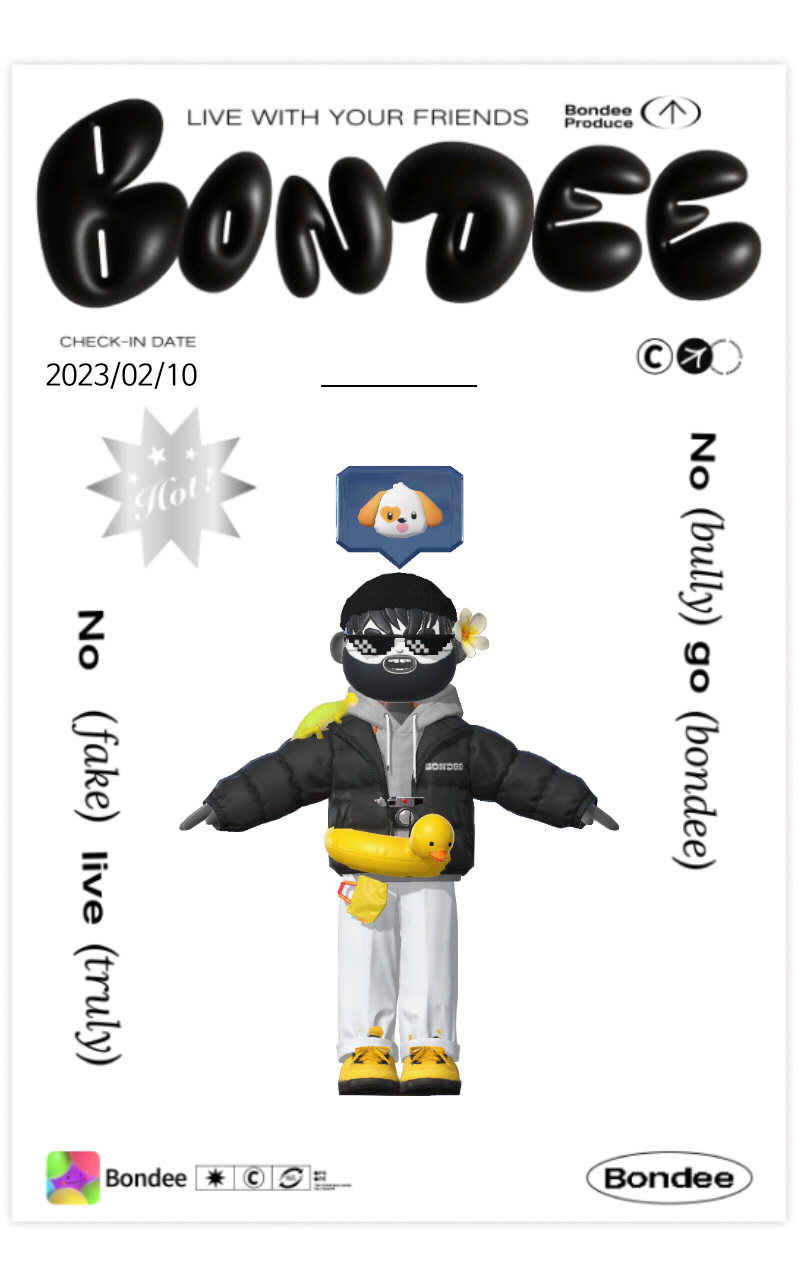 LIVE WITH YOUR FRIENDS
Bondee
Produce
BONDEE
CHECK-IN DATE
2023/02/10
C
Hot!
No (bully) go (bondee)
No (fake) live (truly)
BONDEE
Bondee
C
Bondee